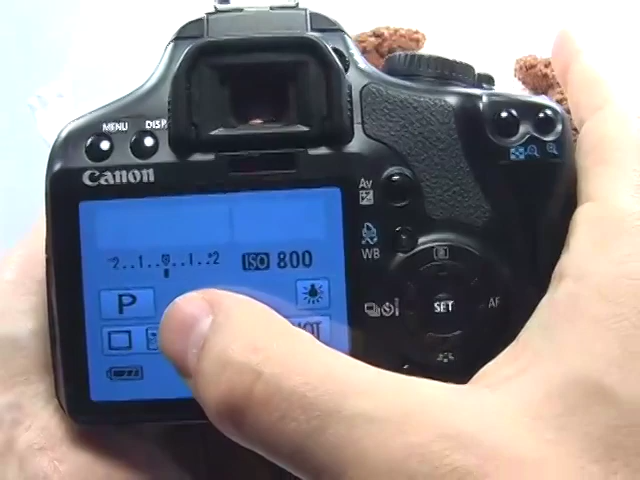 MENU DISP.
Canon
Av
-2..1..0..1..+2 ISO 800
WB
P
SET AF